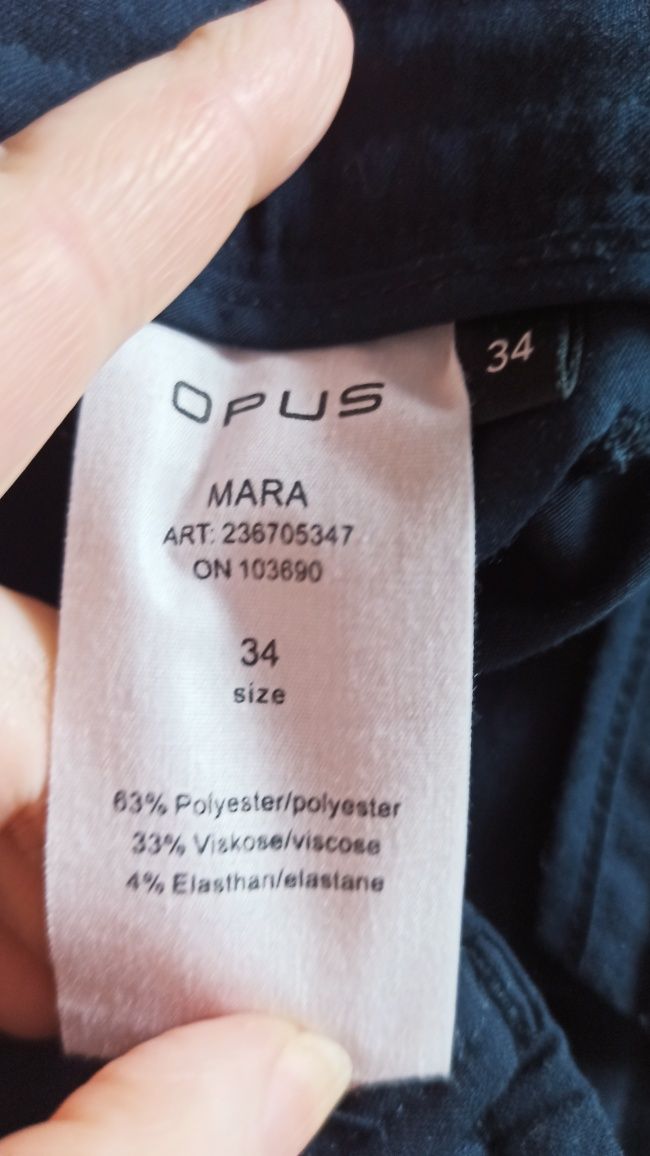 34
OPUS
MARA
ART: 236705347
ON 103690
34
size
63% Polyester/polyester
33% Viskose/viscose
4% Elasthan/elastane